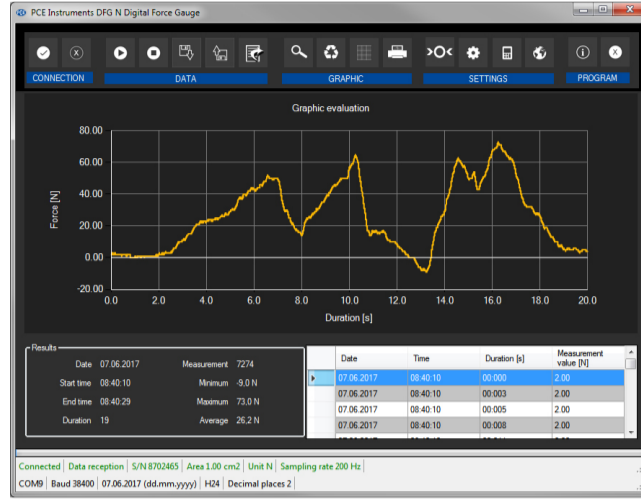 PCE Instruments DFG N Digital Force Gauge
>O<
CONNECTION DATA GRAPHIC SETTINGS PROGRAM
Graphic evaluation
Force [N]
80.00
60.00
40.00
20.00
0.00
-20.00
0.0 2.0 4.0 6.0 8.0 10.0 12.0 14.0 16.0 18.0 20.0
Duration [s]
Results
Date 07.06.2017 Measurement 7274
Start time 08:40:10 Minimum -9,0 N
End time 08:40:29 Maximum 73,0 N
Duration 19 Average 26,2 N
Date Time Duration [s] Measurement value [N]
07.06.2017 08:40:10 00:000 2.00
07.06.2017 08:40:10 00:003 2.00
07.06.2017 08:40:10 00:005 2.00
07.06.2017 08:40:10 00:008 2.00
Connected Data reception S/N 8702465 Area 1.00 cm2 Unit N Sampling rate 200 Hz
COM9 Baud 38400 07.06.2017 (dd.mm.yyyy) H24 Decimal places 2